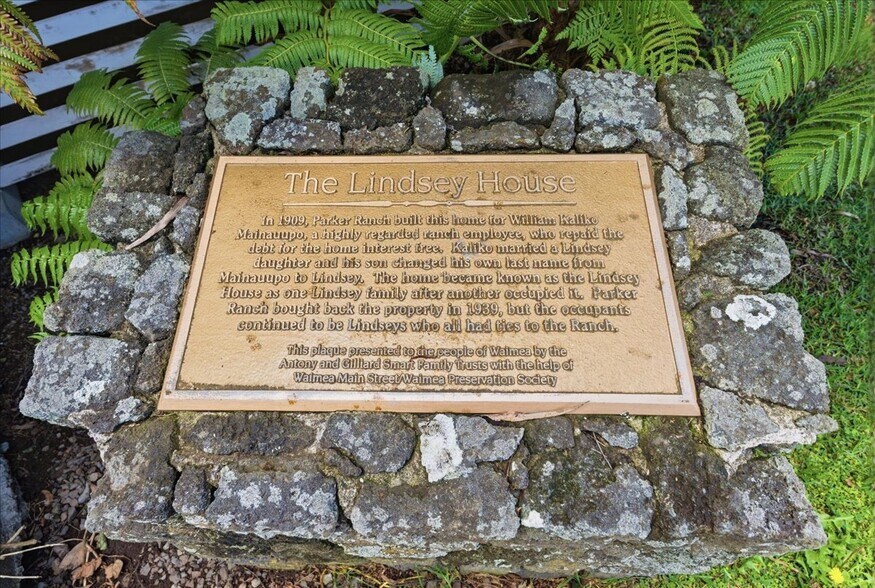 The Lindsey House
In 1909, Parker Ranch built this home for William Kaliko
Mainauupo, a highly regarded ranch employee, who repaid the
debt for the home interest free. Kaliko married a Lindsey
daughter and his son changed his own last name from
Mainauupo to Lindsey. The home became known as the Lindsey
House as one Lindsey family after another occupied it. Parker
Ranch bought back the property in 1939, but the occupants
continued to be Lindseys who all had ties to the Ranch.
This plaque presented to the people of Waimea by the
Antony and Gilliard Smart Family Trusts with the help of
Waimea Main Street/Waimea Preservation Society